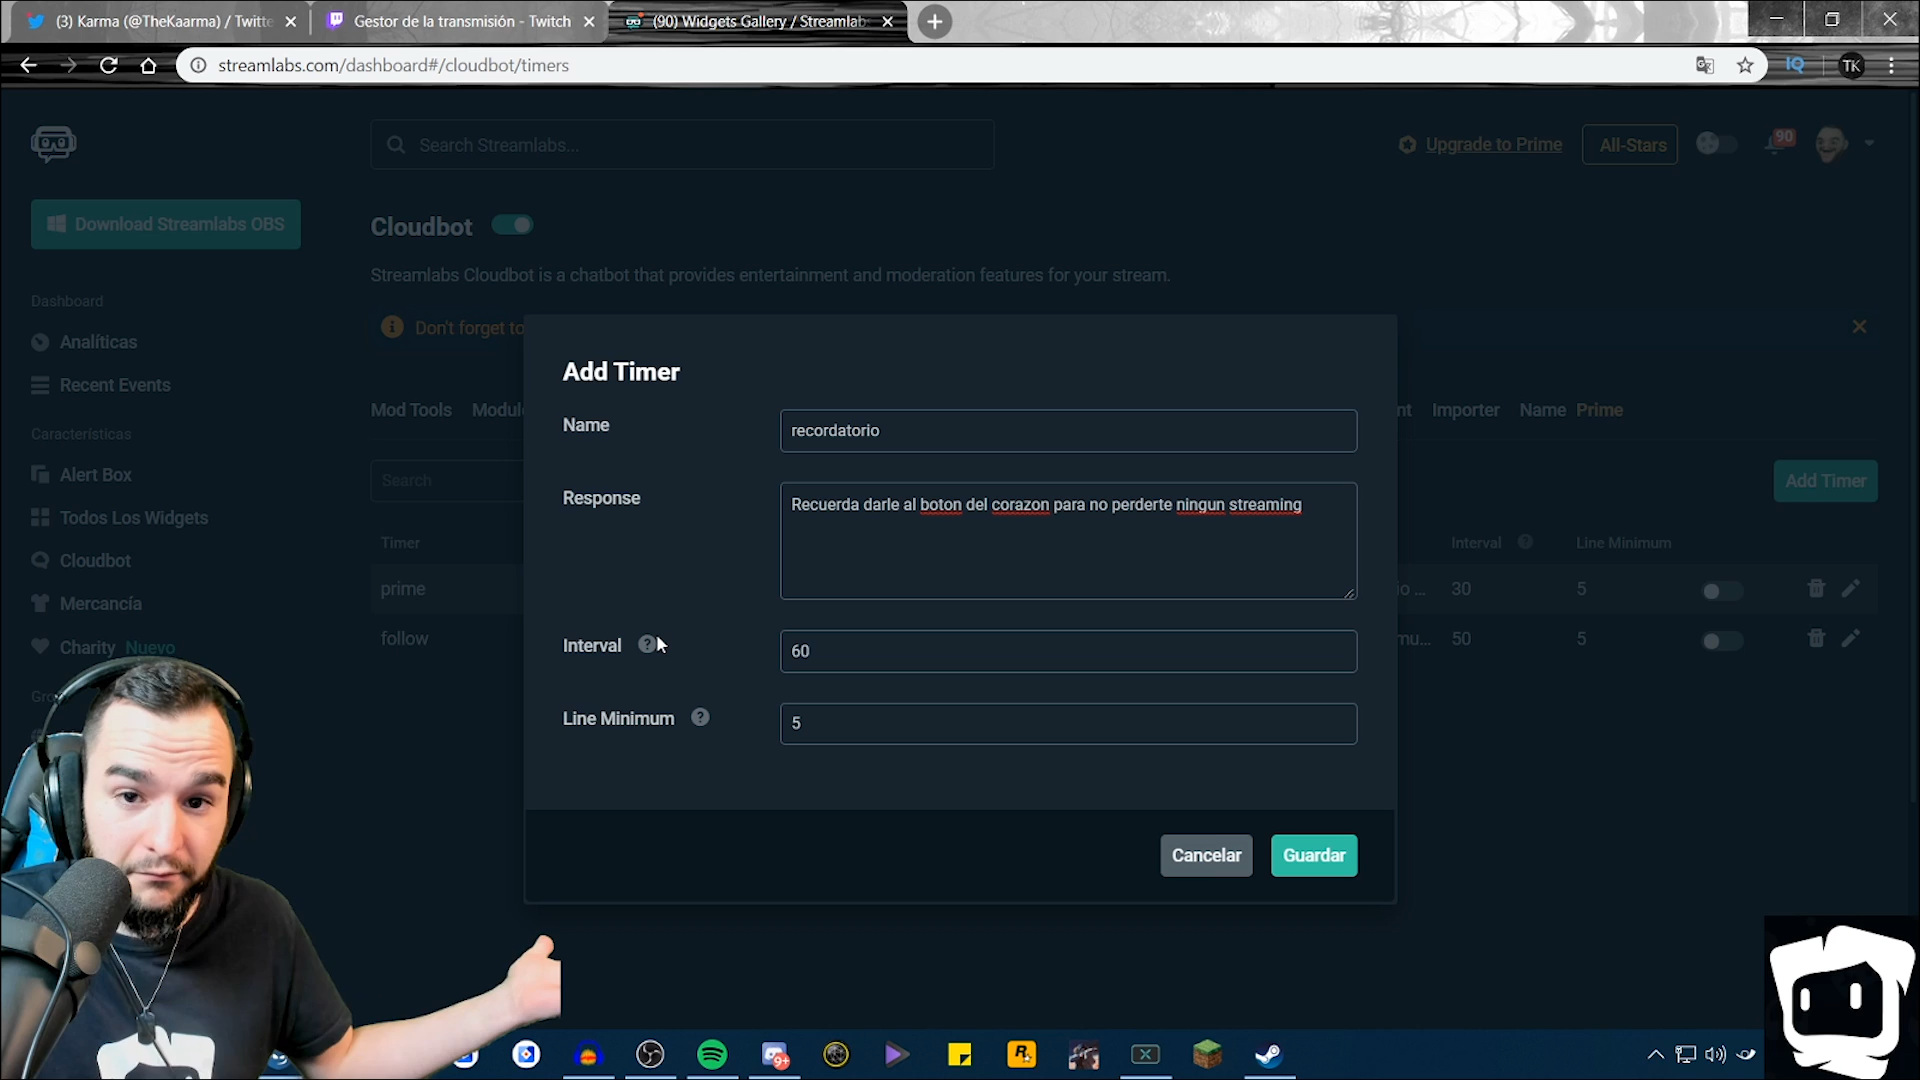 (3) Karma (@TheKaarma) / Twitte
Gestor de la transmisión - Twitch
(90) Widgets Gallery / Streamlab
streamlabs.com/dashboard#/cloudbot/timers
IQ
TK
Search Streamlabs...
Upgrade to Prime
All-Stars
90
Download Streamlabs OBS
Cloudbot
Streamlabs Cloudbot is a chatbot that provides entertainment and moderation features for your stream.
Dashboard
Analíticas
Recent Events
Características
Alert Box
Todos Los Widgets
Cloudbot
Mercancía
Charity Nuevo
Don't forget to
Mod Tools
Importer
Name Prime
Search
Add Timer
Timer
Interval
Line Minimum
prime
30
5
follow
50
5
Add Timer
Name
recordatorio
Response
Recuerda darle al boton del corazon para no perderte ningun streaming
Interval
60
Line Minimum
5
Cancelar
Guardar
9+
R